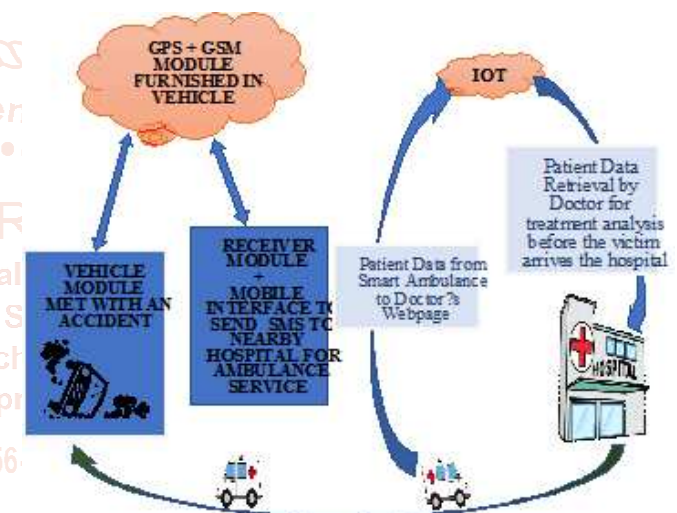 GPS + GSM
MODULE
FURNISHED IN
VEHICLE
IOT
Patient Data
Retrieval by
Doctor for
treatment analysis
before the victim
arrives the hospital
VEHICLE
MODULE
MET WITH AN
ACCIDENT
RECEIVER
MODULE
+
MOBILE
INTERFACE TO
SEND SMS TO
NEARBY
HOSPITAL FOR
AMBULANCE
SERVICE
Patient Data from
Smart Ambulance
to Doctor?s
Webpage
HOSPITAL